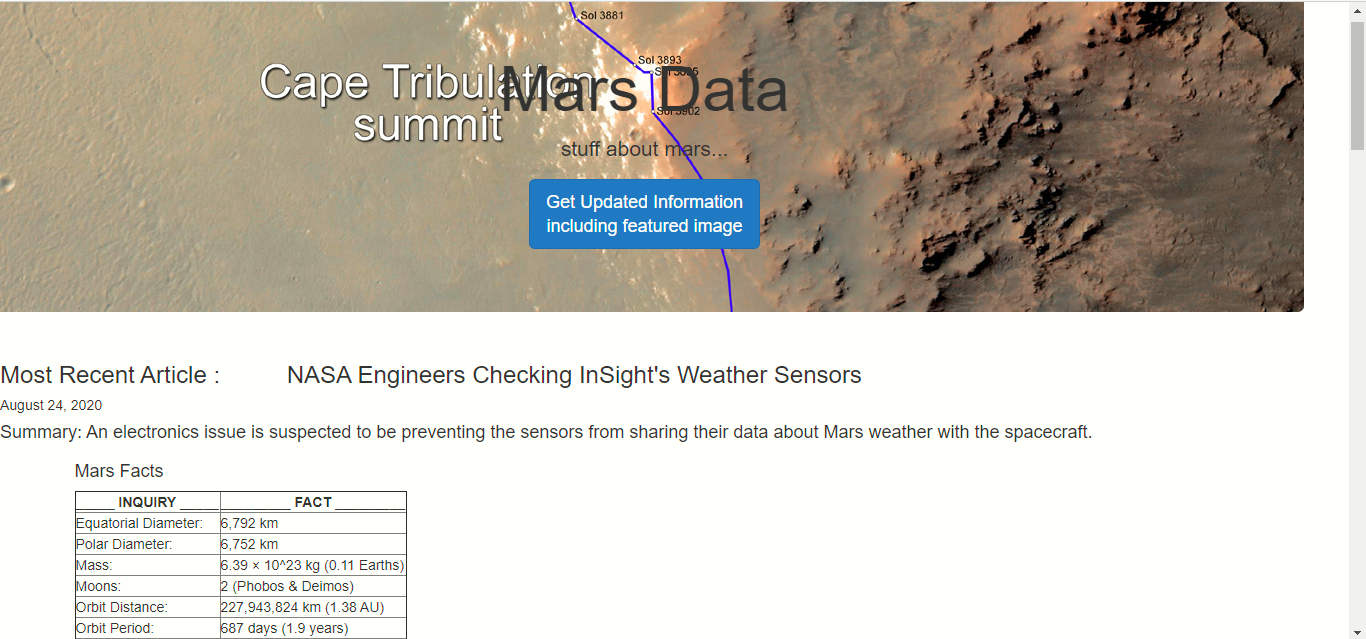 Sol 3881
Sol 3893
Cape Tribulation
summit
Mars Data
Sol 3902
stuff about mars...
Get Updated Information
including featured image
Most Recent Article : NASA Engineers Checking InSight's Weather Sensors
August 24, 2020
Summary: An electronics issue is suspected to be preventing the sensors from sharing their data about Mars weather with the spacecraft.
Mars Facts
_____ INQUIRY _____ _________ FACT _________
Equatorial Diameter: 6,792 km
Polar Diameter: 6,752 km
Mass: 6.39 × 10^23 kg (0.11 Earths)
Moons: 2 (Phobos & Deimos)
Orbit Distance: 227,943,824 km (1.38 AU)
Orbit Period: 687 days (1.9 years)